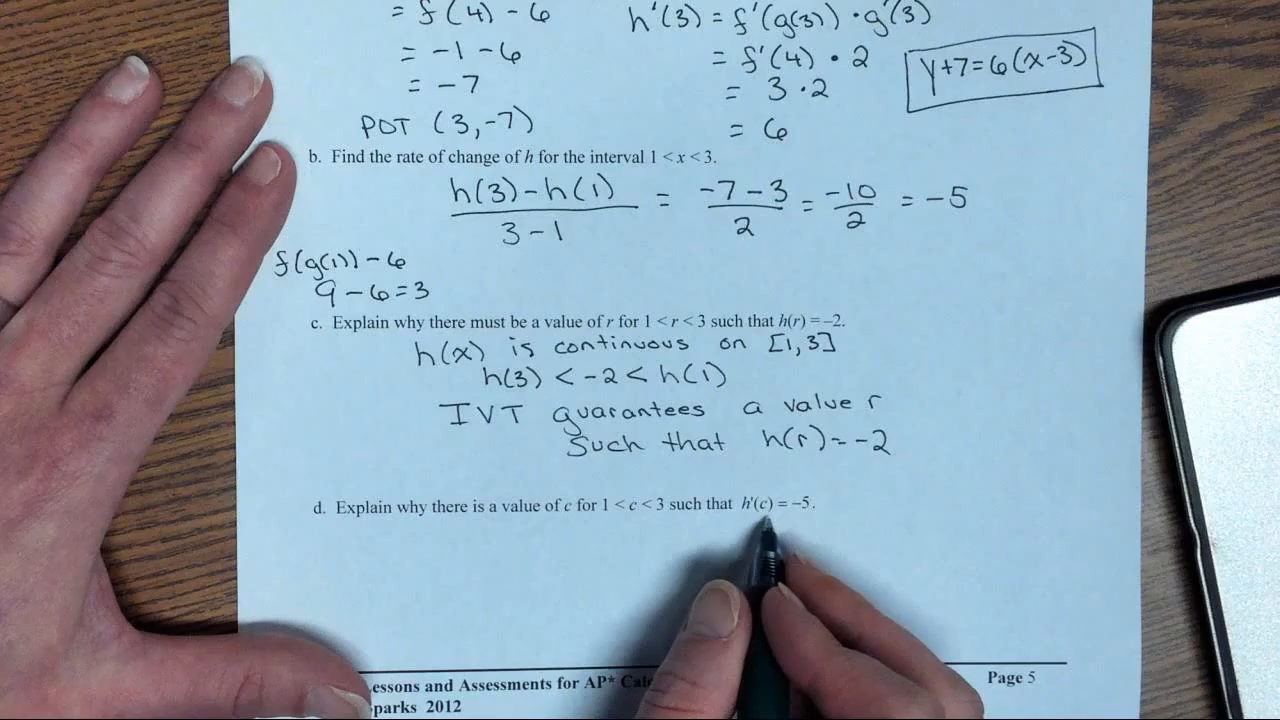 = f(4) - 6
= -1 - 6
= -7
POT (3,-7)
h'(3) = f'(g(3)) · g'(3)
= f'(4) · 2
= 3 · 2
= 6
y+7=6(x-3)
b. Find the rate of change of h for the interval 1 < x < 3.
h(3) - h(1) / 3 - 1 = -7 - 3 / 2 = -10 / 2 = -5
f(g(1)) - 6
9 - 6 = 3
c. Explain why there must be a value of r for 1 < r < 3 such that h(r) = –2.
h(x) is continuous on [1,3]
h(3) < -2 < h(1)
IVT guarantees a value r
such that h(r) = -2
d. Explain why there is a value of c for 1 < c < 3 such that h'(c) = –5.
essons and Assessments for AP* Calc
parks 2012
Page 5